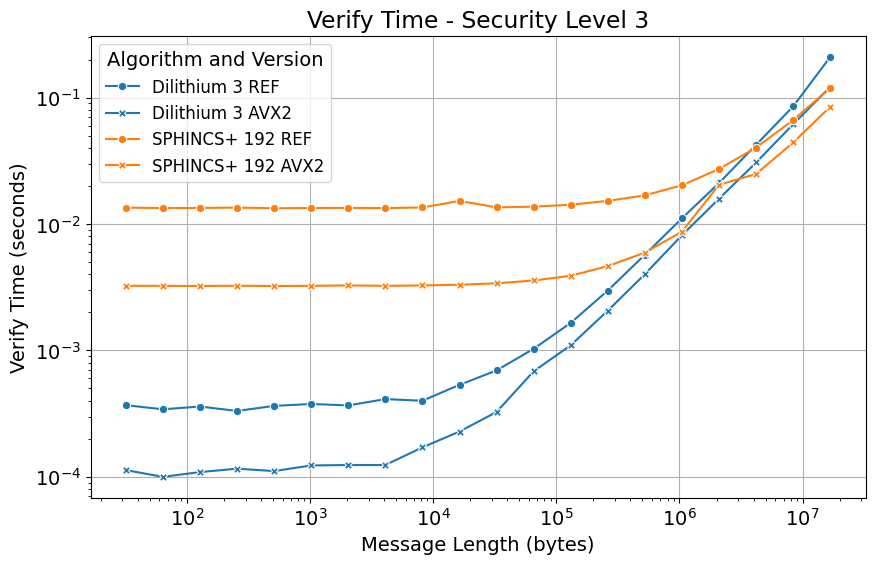 Verify Time - Security Level 3
Algorithm and Version
Dilithium 3 REF
Dilithium 3 AVX2
SPHINCS+ 192 REF
SPHINCS+ 192 AVX2
Verify Time (seconds)
10⁻¹
10⁻²
10⁻³
10⁻⁴
10² 10³ 10⁴ 10⁵ 10⁶ 10⁷
Message Length (bytes)